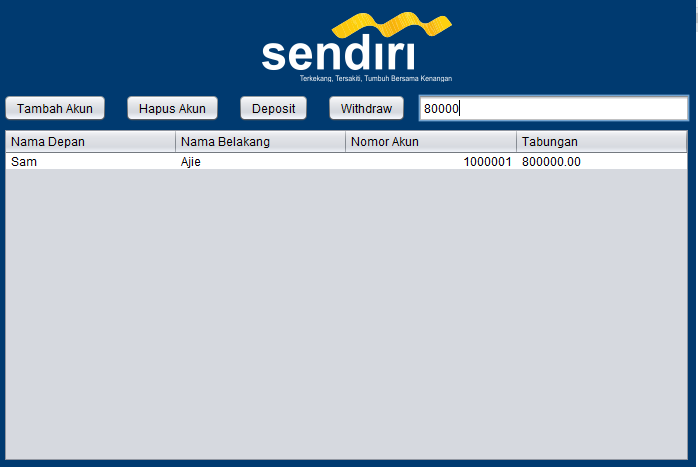 sendiri
Terkekang, Tersakiti, Tumbuh Bersama Kenangan
Tambah Akun Hapus Akun Deposit Withdraw 80000
Nama Depan Nama Belakang Nomor Akun Tabungan
Sam Ajie 1000001 800000.00